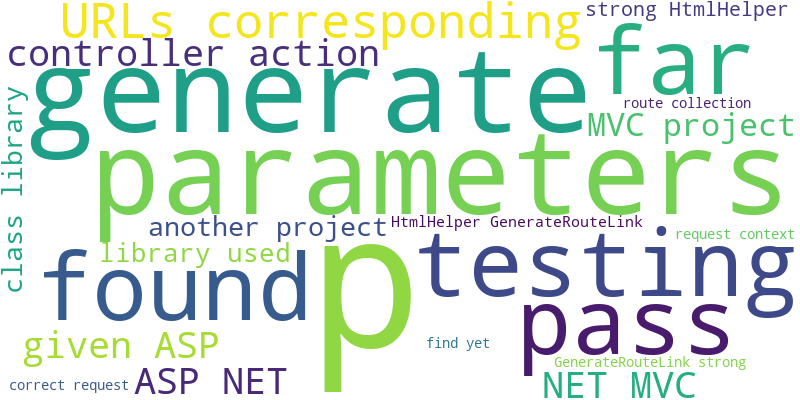 URLs corresponding
strong HtmlHelper
controller action
generate
far
route collection
MVC project
class library
parameters
another project
HtmlHelper GenerateRouteLink
request context
library used
p
testing
found
pass
given ASP
find yet
GenerateRouteLink strong
correct request
ASP NET
NET MVC